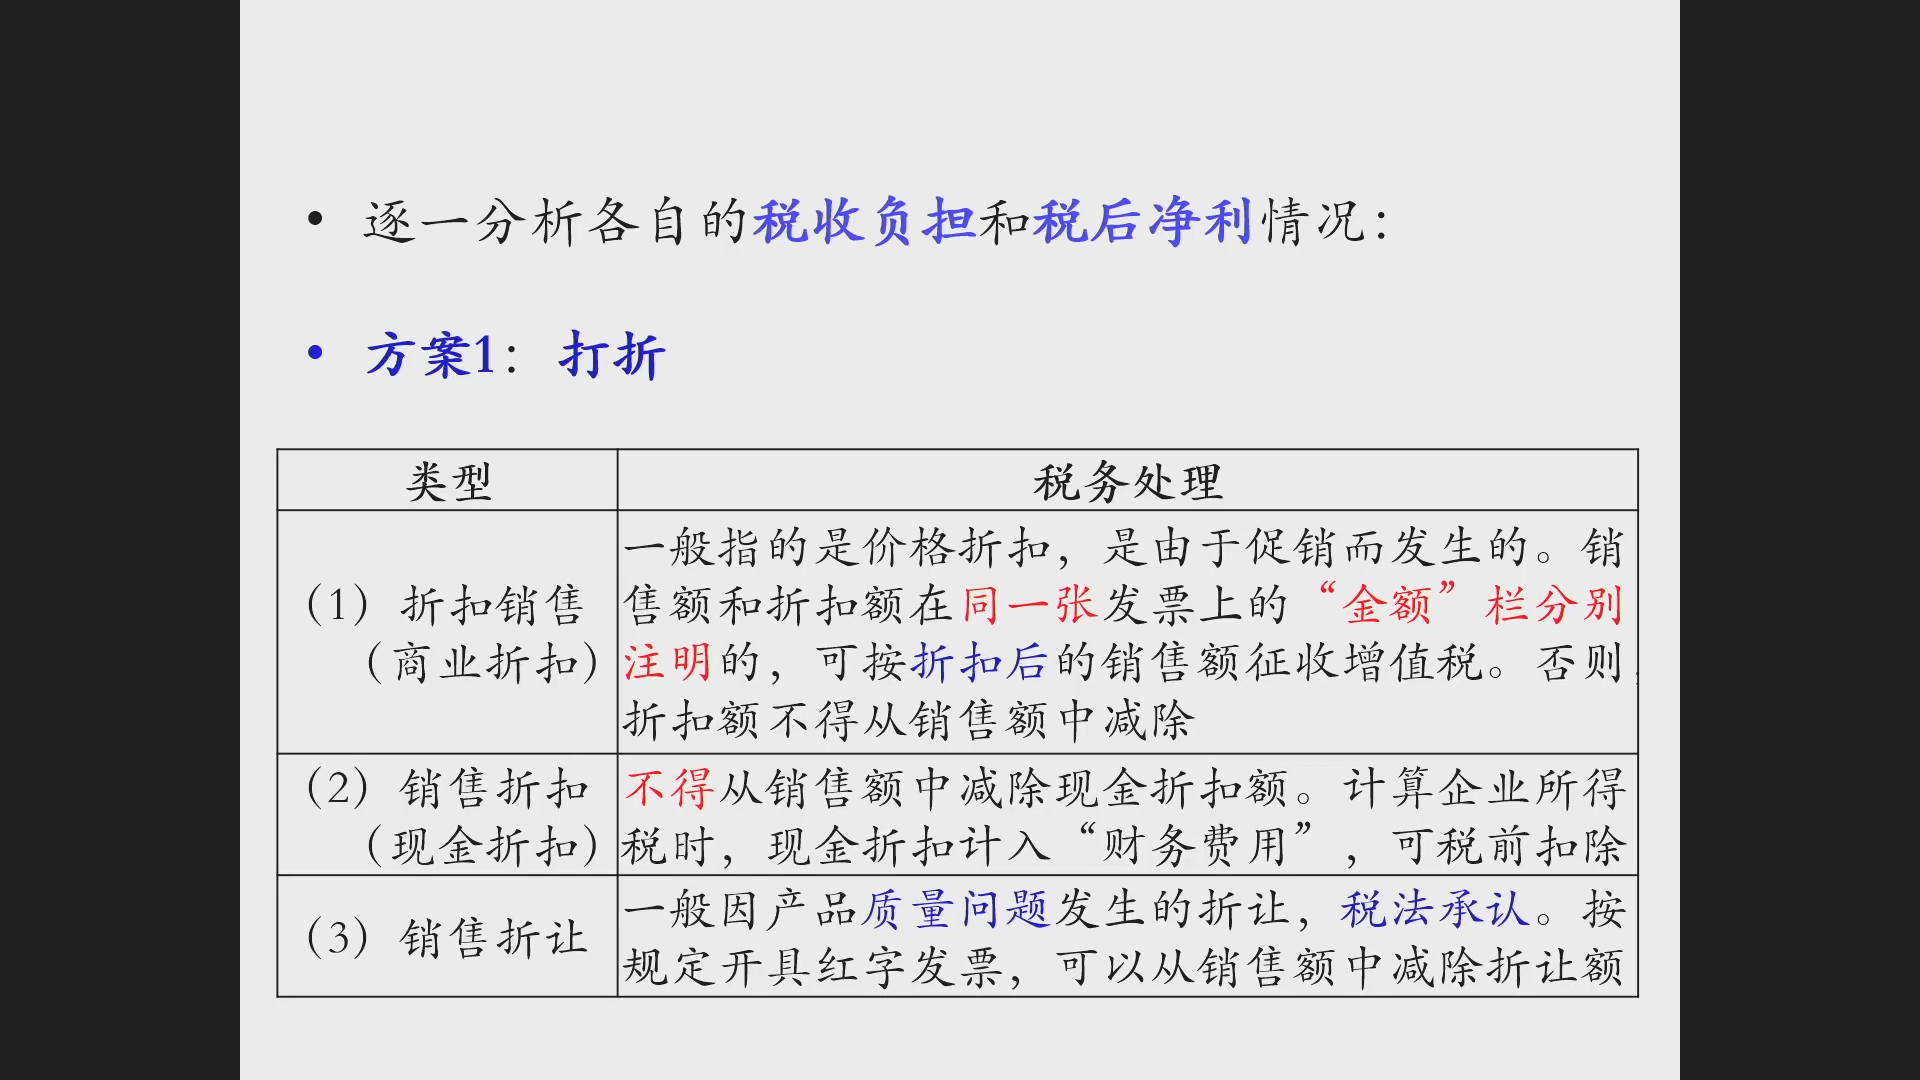 • 逐一分析各自的税收负担和税后净利情况：
• 方案1： 打折
类型 税务处理
（1）折扣销售
（商业折扣）
一般指的是价格折扣，是由于促销而发生的。销
售额和折扣额在同一张发票上的“金额”栏分别
注明的，可按折扣后的销售额征收增值税。否则，
折扣额不得从销售额中减除
（2）销售折扣
（现金折扣）
不得从销售额中减除现金折扣额。计算企业所得
税时，现金折扣计入“财务费用”，可税前扣除
（3）销售折让
一般因产品质量问题发生的折让，税法承认。按
规定开具红字发票，可以从销售额中减除折让额